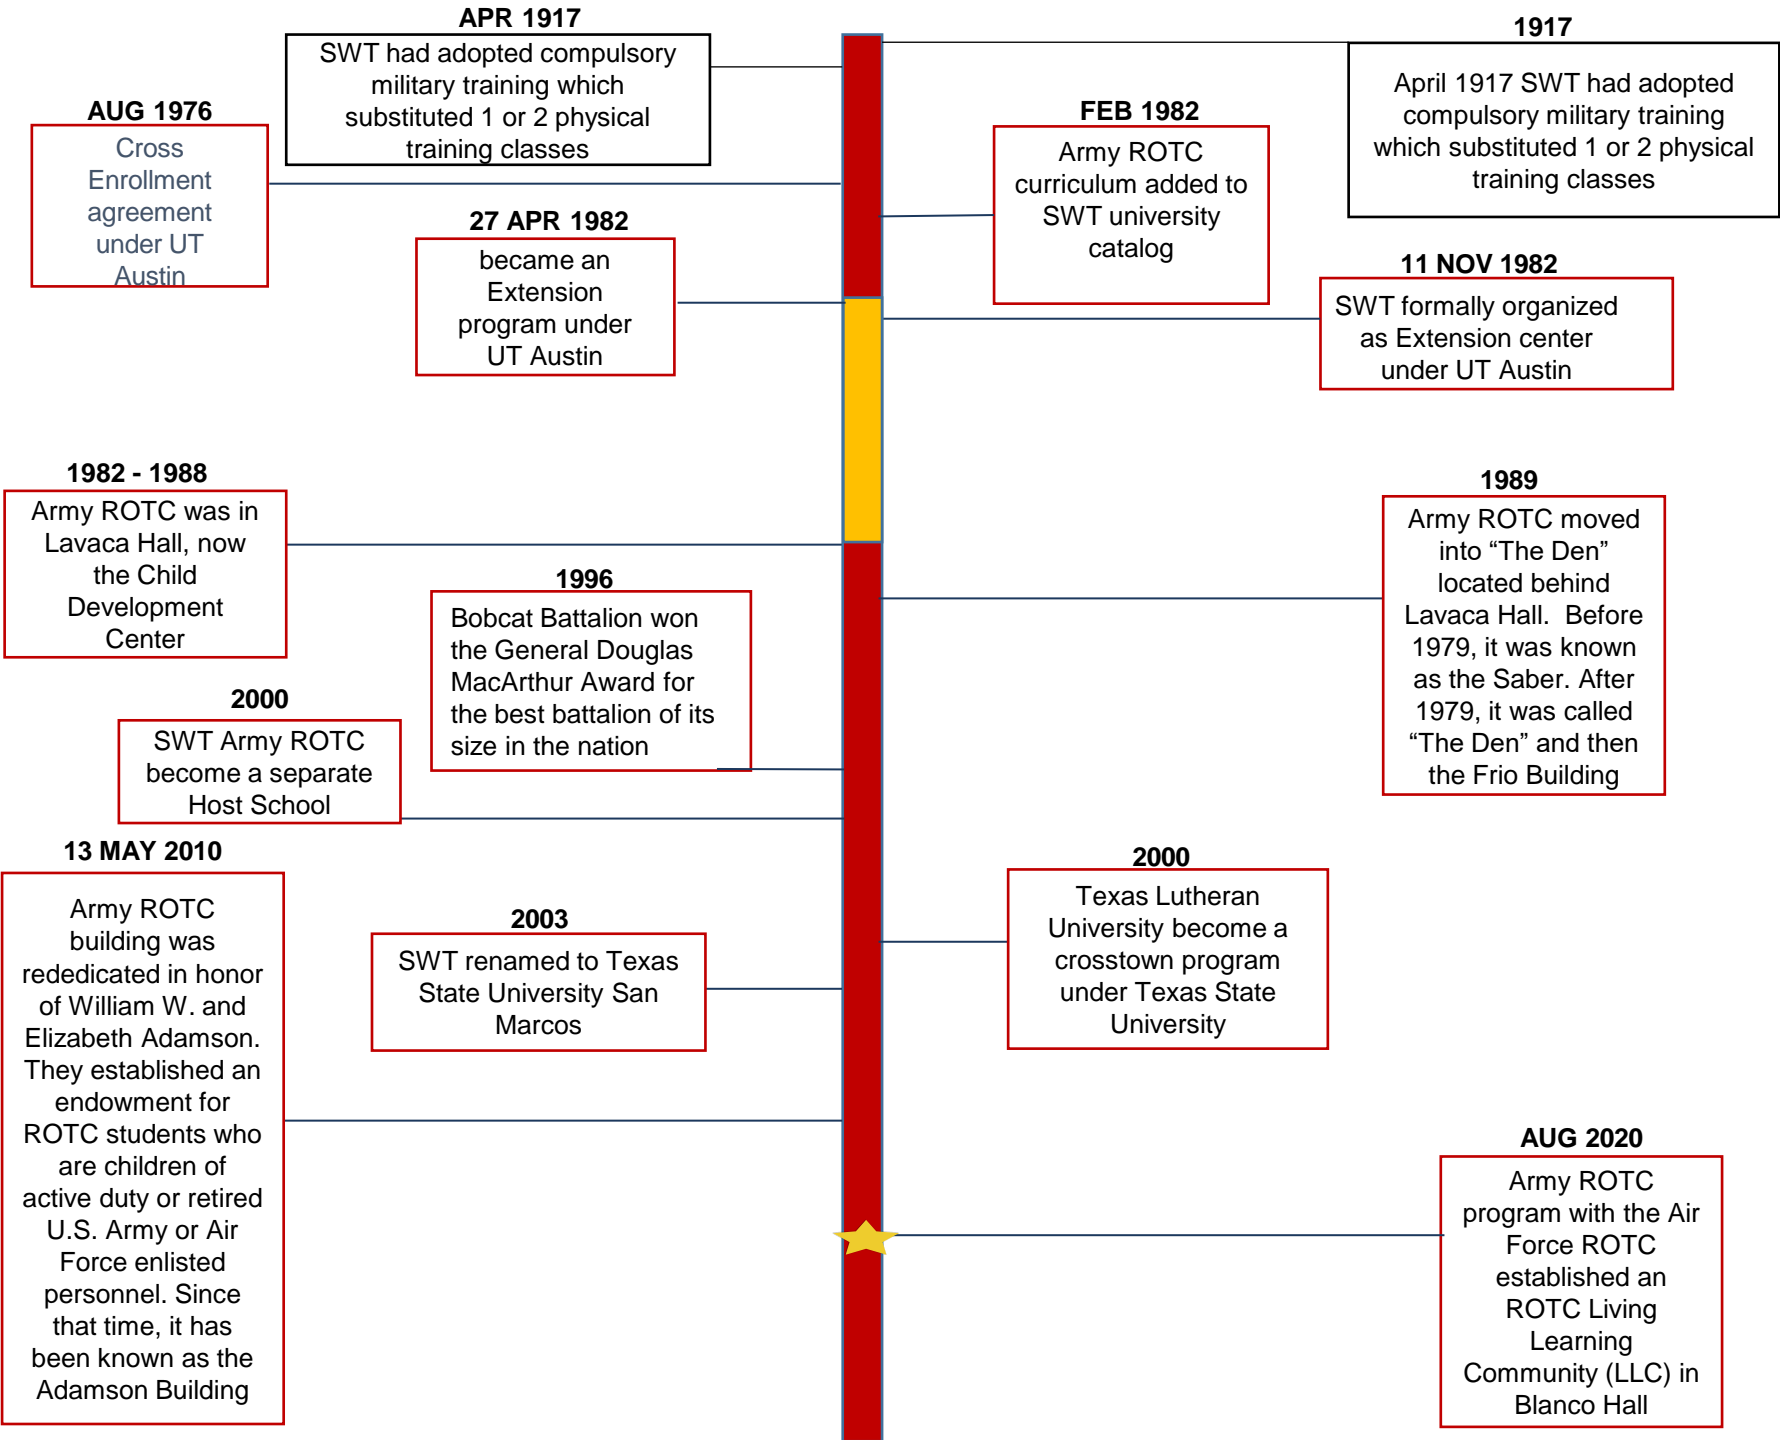 APR 1917
SWT had adopted compulsory
military training which
substituted 1 or 2 physical
training classes
1917
April 1917 SWT had adopted
compulsory military training
which substituted 1 or 2 physical
training classes
AUG 1976
Cross
Enrollment
agreement
under UT
Austin
FEB 1982
Army ROTC
curriculum added to
SWT university
catalog
27 APR 1982
became an
Extension
program under
UT Austin
11 NOV 1982
SWT formally organized
as Extension center
under UT Austin
1982 - 1988
Army ROTC was in
Lavaca Hall, now
the Child
Development
Center
1989
Army ROTC moved
into “The Den”
located behind
Lavaca Hall.  Before
1979, it was known
as the Saber. After
1979, it was called
“The Den” and then
the Frio Building
1996
Bobcat Battalion won
the General Douglas
MacArthur Award for
the best battalion of its
size in the nation
2000
SWT Army ROTC
become a separate
Host School
2000
Texas Lutheran
University become a
crosstown program
under Texas State
University
2003
SWT renamed to Texas
State University San
Marcos
13 MAY 2010
Army ROTC
building was
rededicated in honor
of William W. and
Elizabeth Adamson.
They established an
endowment for
ROTC students who
are children of
active duty or retired
U.S. Army or Air
Force enlisted
personnel. Since
that time, it has
been known as the
Adamson Building
AUG 2020
Army ROTC
program with the Air
Force ROTC
established an
ROTC Living
Learning
Community (LLC) in
Blanco Hall